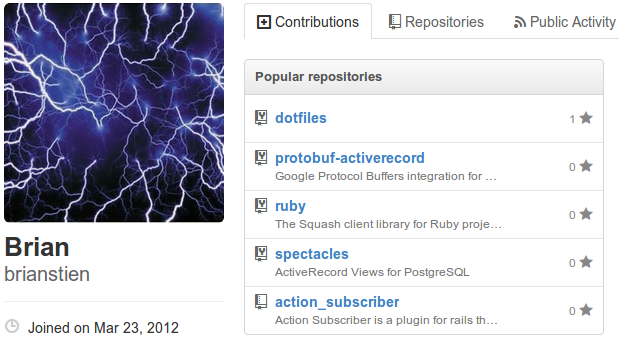 Contributions
Repositories
Public Activity
Popular repositories
dotfiles
1
protobuf-activerecord
Google Protocol Buffers integration for …
0
ruby
The Squash client library for Ruby proje…
0
spectacles
ActiveRecord Views for PostgreSQL
0
action_subscriber
Action Subscriber is a plugin for rails th…
0
Brian
brianstien
Joined on Mar 23, 2012